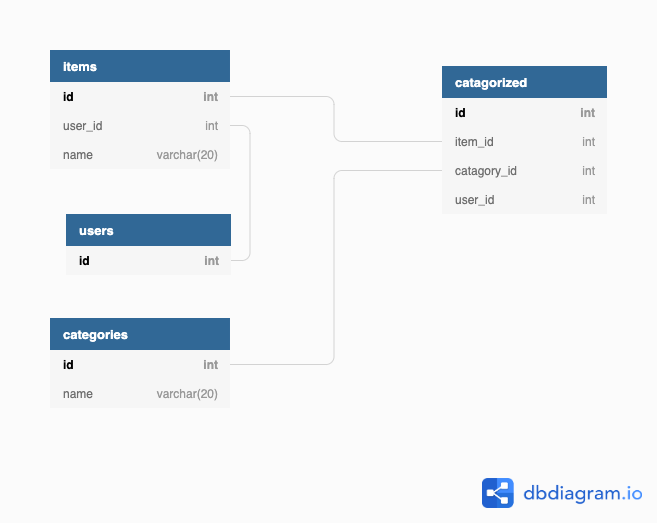 items
id int
user_id int
name varchar(20)
users
id int
categories
id int
name varchar(20)
catagorized
id int
item_id int
catagory_id int
user_id int
dbdiagram.io